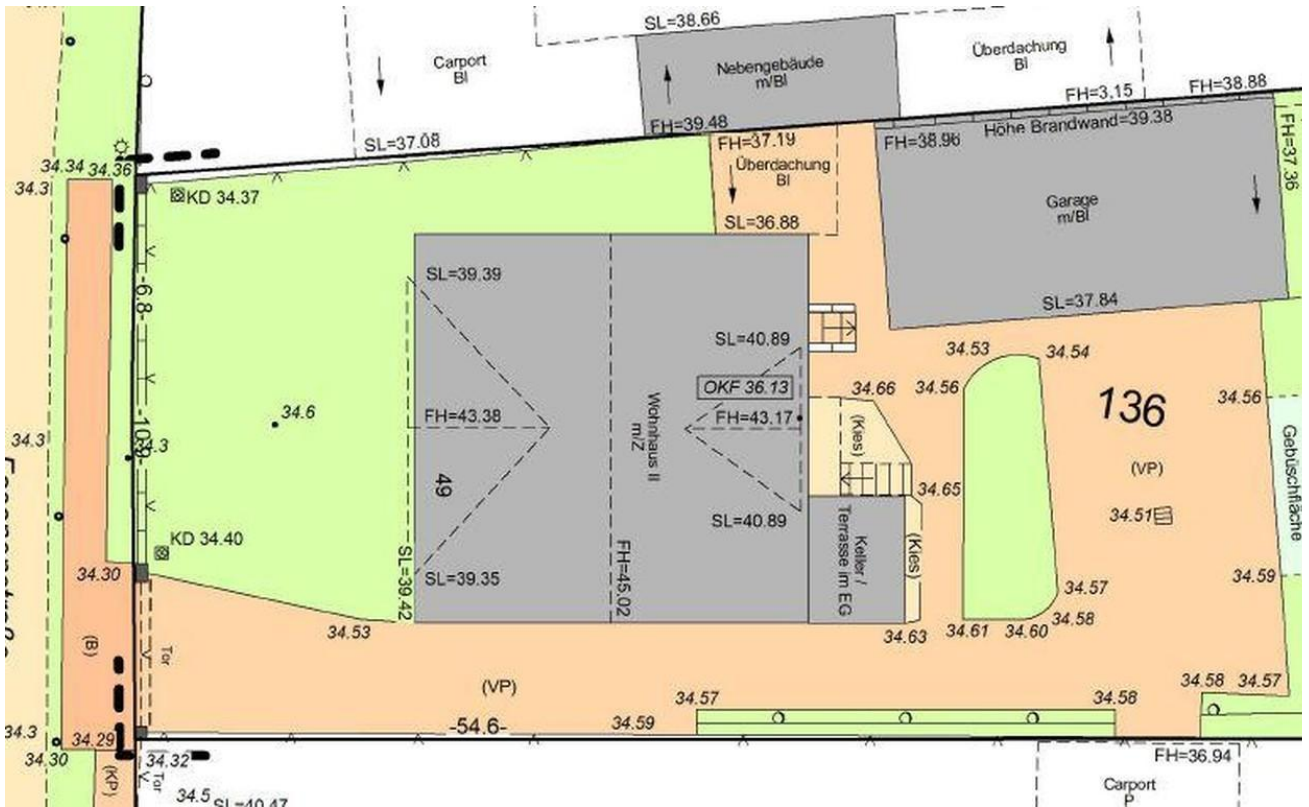 SL=38.66
Carport
Bl
Nebengebäude
m/Bl
Überdachung
Bl
FH=3,15
FH=38.88
SL=37.08
FH=39.48
FH=37.19
Überdachung
Bl
SL=36.88
FH=38.96
Höhe Brandwand=39.38
FH=37.36
34.34
34.36
34.3
KD 34.37
Garage
m/Bl
SL=37.84
-6.8-
SL=39.39
SL=40.89
34.53
34.54
OKF 36.13
34.66
34.56
136
34.56
34.6
FH=43.38
FH=43.17
Wohnhaus II
m/Z
(Kies)
34.3
49
(VP)
Gebüschfläche
34.65
34.51
SL=40.89
KD 34.40
Keller /
Terrasse im EG
(Kies)
34.30
SL=39.35
SL=39.42
FH=45.02
34.57
34.59
34.53
34.63
34.61
34.60
34.58
(B)
Tor
(VP)
34.57
34.58
34.58
34.57
-54.6-
34.59
34.3
34.29
34.30
34.32
(KP)
Tor
34.5
SL=40.47
FH=36.94
Carport
P